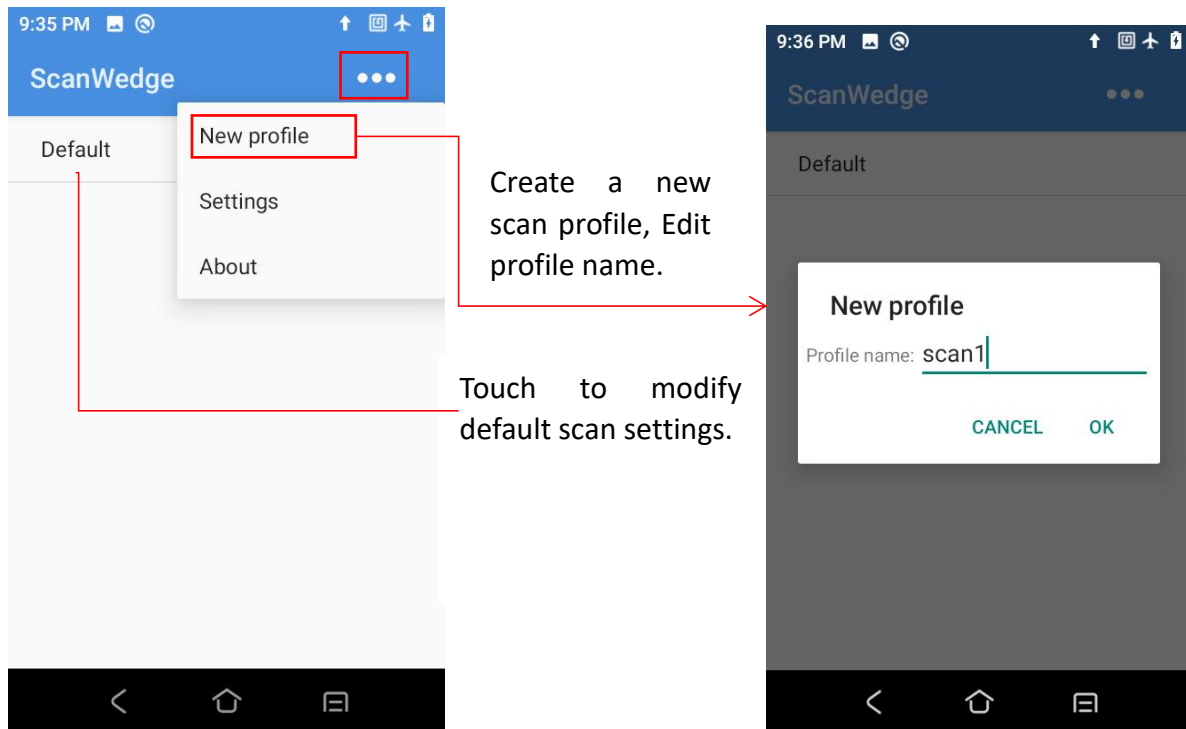 9:35 PM
ScanWedge
Default
New profile
Settings
About
Create a new
scan profile, Edit
profile name.
Touch to modify
default scan settings.
9:36 PM
ScanWedge
Default
New profile
Profile name: scan1
CANCEL OK